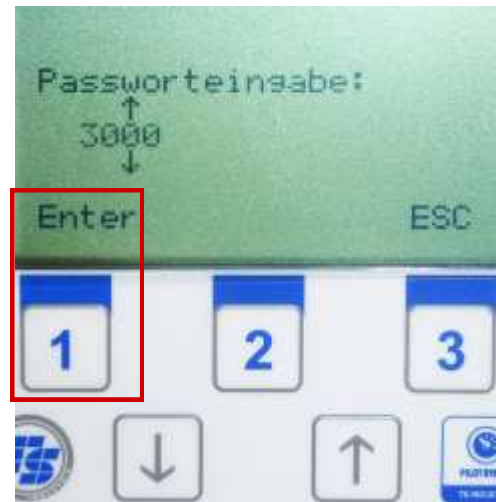 Passworteingabe:
↑
3000
↓
Enter ESC
1 2 3
↓ ↑